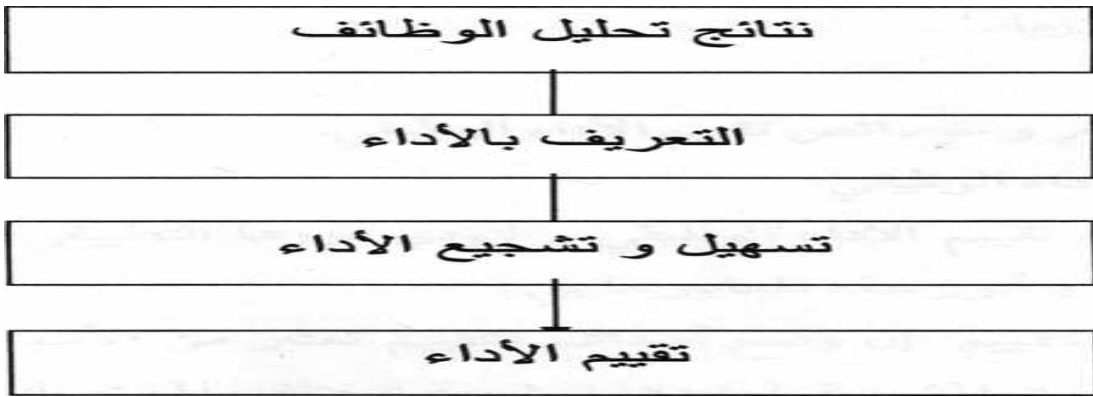 نتائج تحليل الوظائف
التعريف بالأداء
تسهيل و تشجيع الأداء
تقييم الأداء